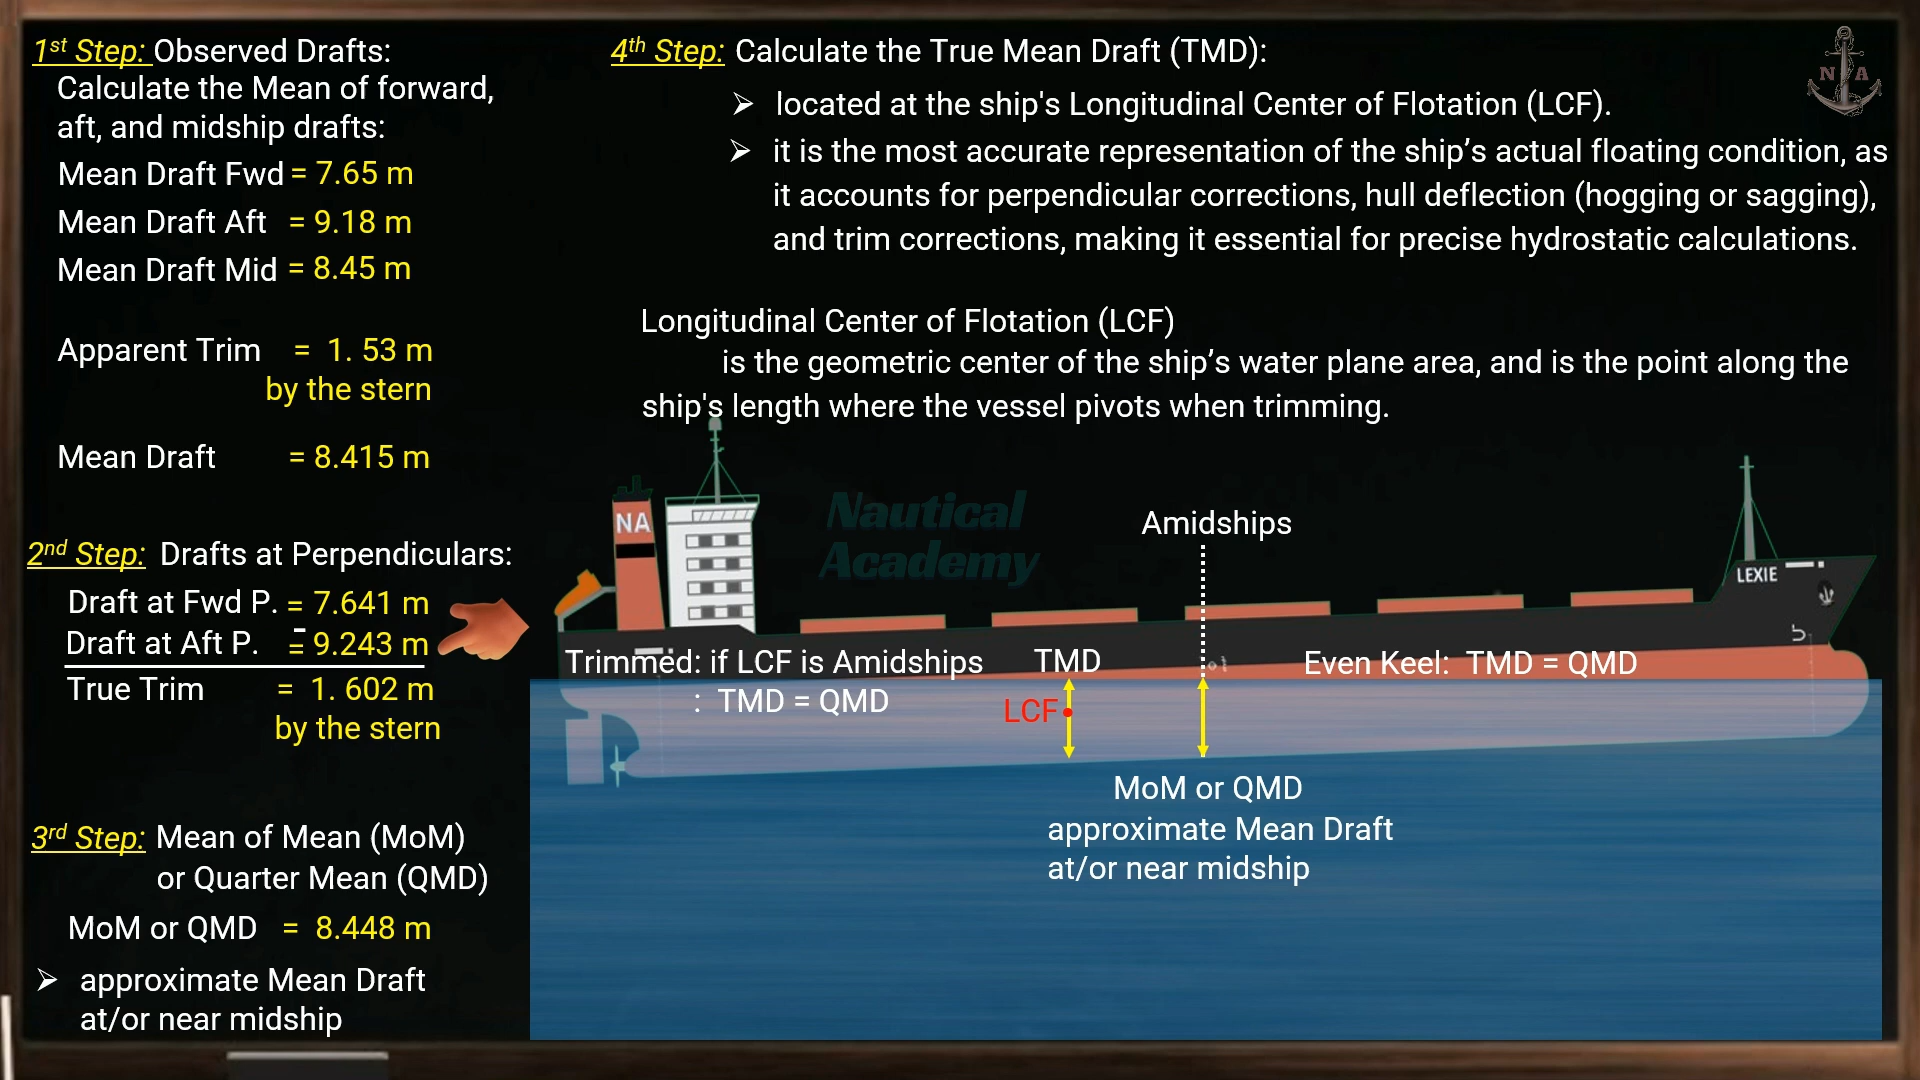 1st Step: Observed Drafts:
Calculate the Mean of forward,
aft, and midship drafts:
Mean Draft Fwd = 7.65 m
Mean Draft Aft = 9.18 m
Mean Draft Mid = 8.45 m
Apparent Trim = 1. 53 m
by the stern
Mean Draft = 8.415 m
2nd Step: Drafts at Perpendiculars:
Draft at Fwd P. = 7.641 m
Draft at Aft P. = 9.243 m
True Trim = 1. 602 m
by the stern
3rd Step: Mean of Mean (MoM)
or Quarter Mean (QMD)
MoM or QMD = 8.448 m
➢ approximate Mean Draft
at/or near midship
4th Step: Calculate the True Mean Draft (TMD):
➢ located at the ship's Longitudinal Center of Flotation (LCF).
➢ it is the most accurate representation of the ship’s actual floating condition, as
it accounts for perpendicular corrections, hull deflection (hogging or sagging),
and trim corrections, making it essential for precise hydrostatic calculations.
Longitudinal Center of Flotation (LCF)
is the geometric center of the ship’s water plane area, and is the point along the
ship's length where the vessel pivots when trimming.
N A
Nautical
Academy
Amidships
NA
LEXIE
Trimmed: if LCF is Amidships
: TMD = QMD
TMD
LCF
Even Keel: TMD = QMD
MoM or QMD
approximate Mean Draft
at/or near midship